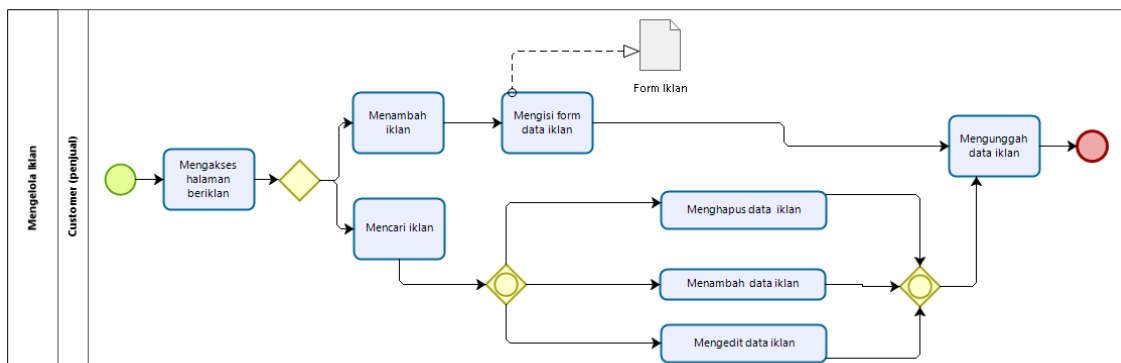 Mengelola Iklan
Customer (penjual)
Mengakses
halaman
beriklan
Menambah
iklan
Mengisi form
data iklan
Form Iklan
Mengunggah
data iklan
Mencari iklan
Menghapus data iklan
Menambah data iklan
Mengedit data iklan